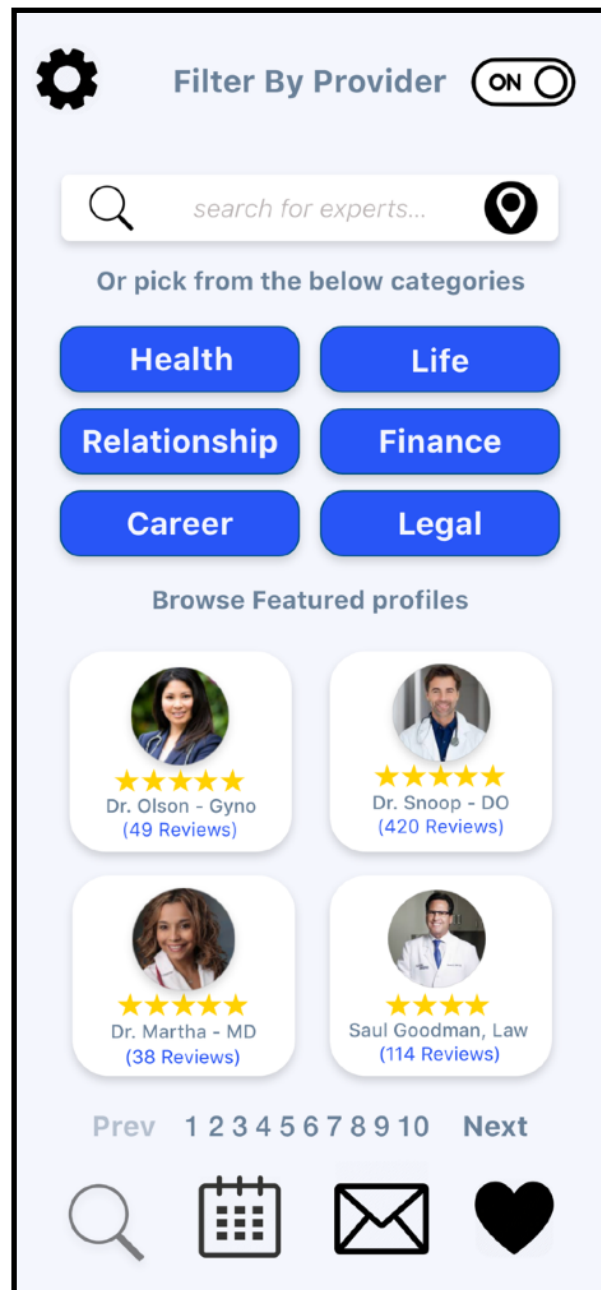 Filter By Provider ON
search for experts...
Or pick from the below categories
Health Life
Relationship Finance
Career Legal
Browse Featured profiles
Dr. Olson - Gyno
(49 Reviews)
Dr. Snoop - DO
(420 Reviews)
Dr. Martha - MD
(38 Reviews)
Saul Goodman, Law
(114 Reviews)
Prev 1 2 3 4 5 6 7 8 9 10 Next